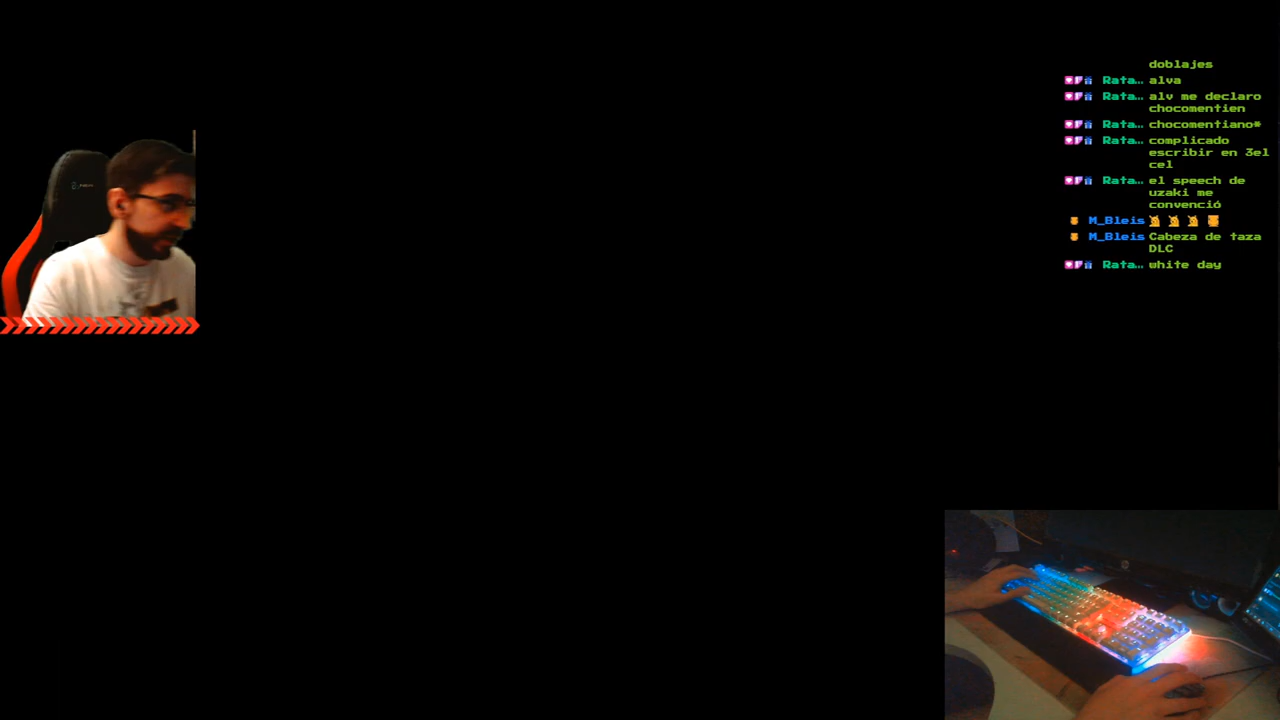 doblajes
Rata… alva
Rata… alv me declaro
chocomentien
Rata… chocomentiano*
Rata… complicado
escribir en 3el
cel
Rata… el speech de
uzaki me
convenció
M_Bleis
M_Bleis Cabeza de taza
DLC
Rata… white day